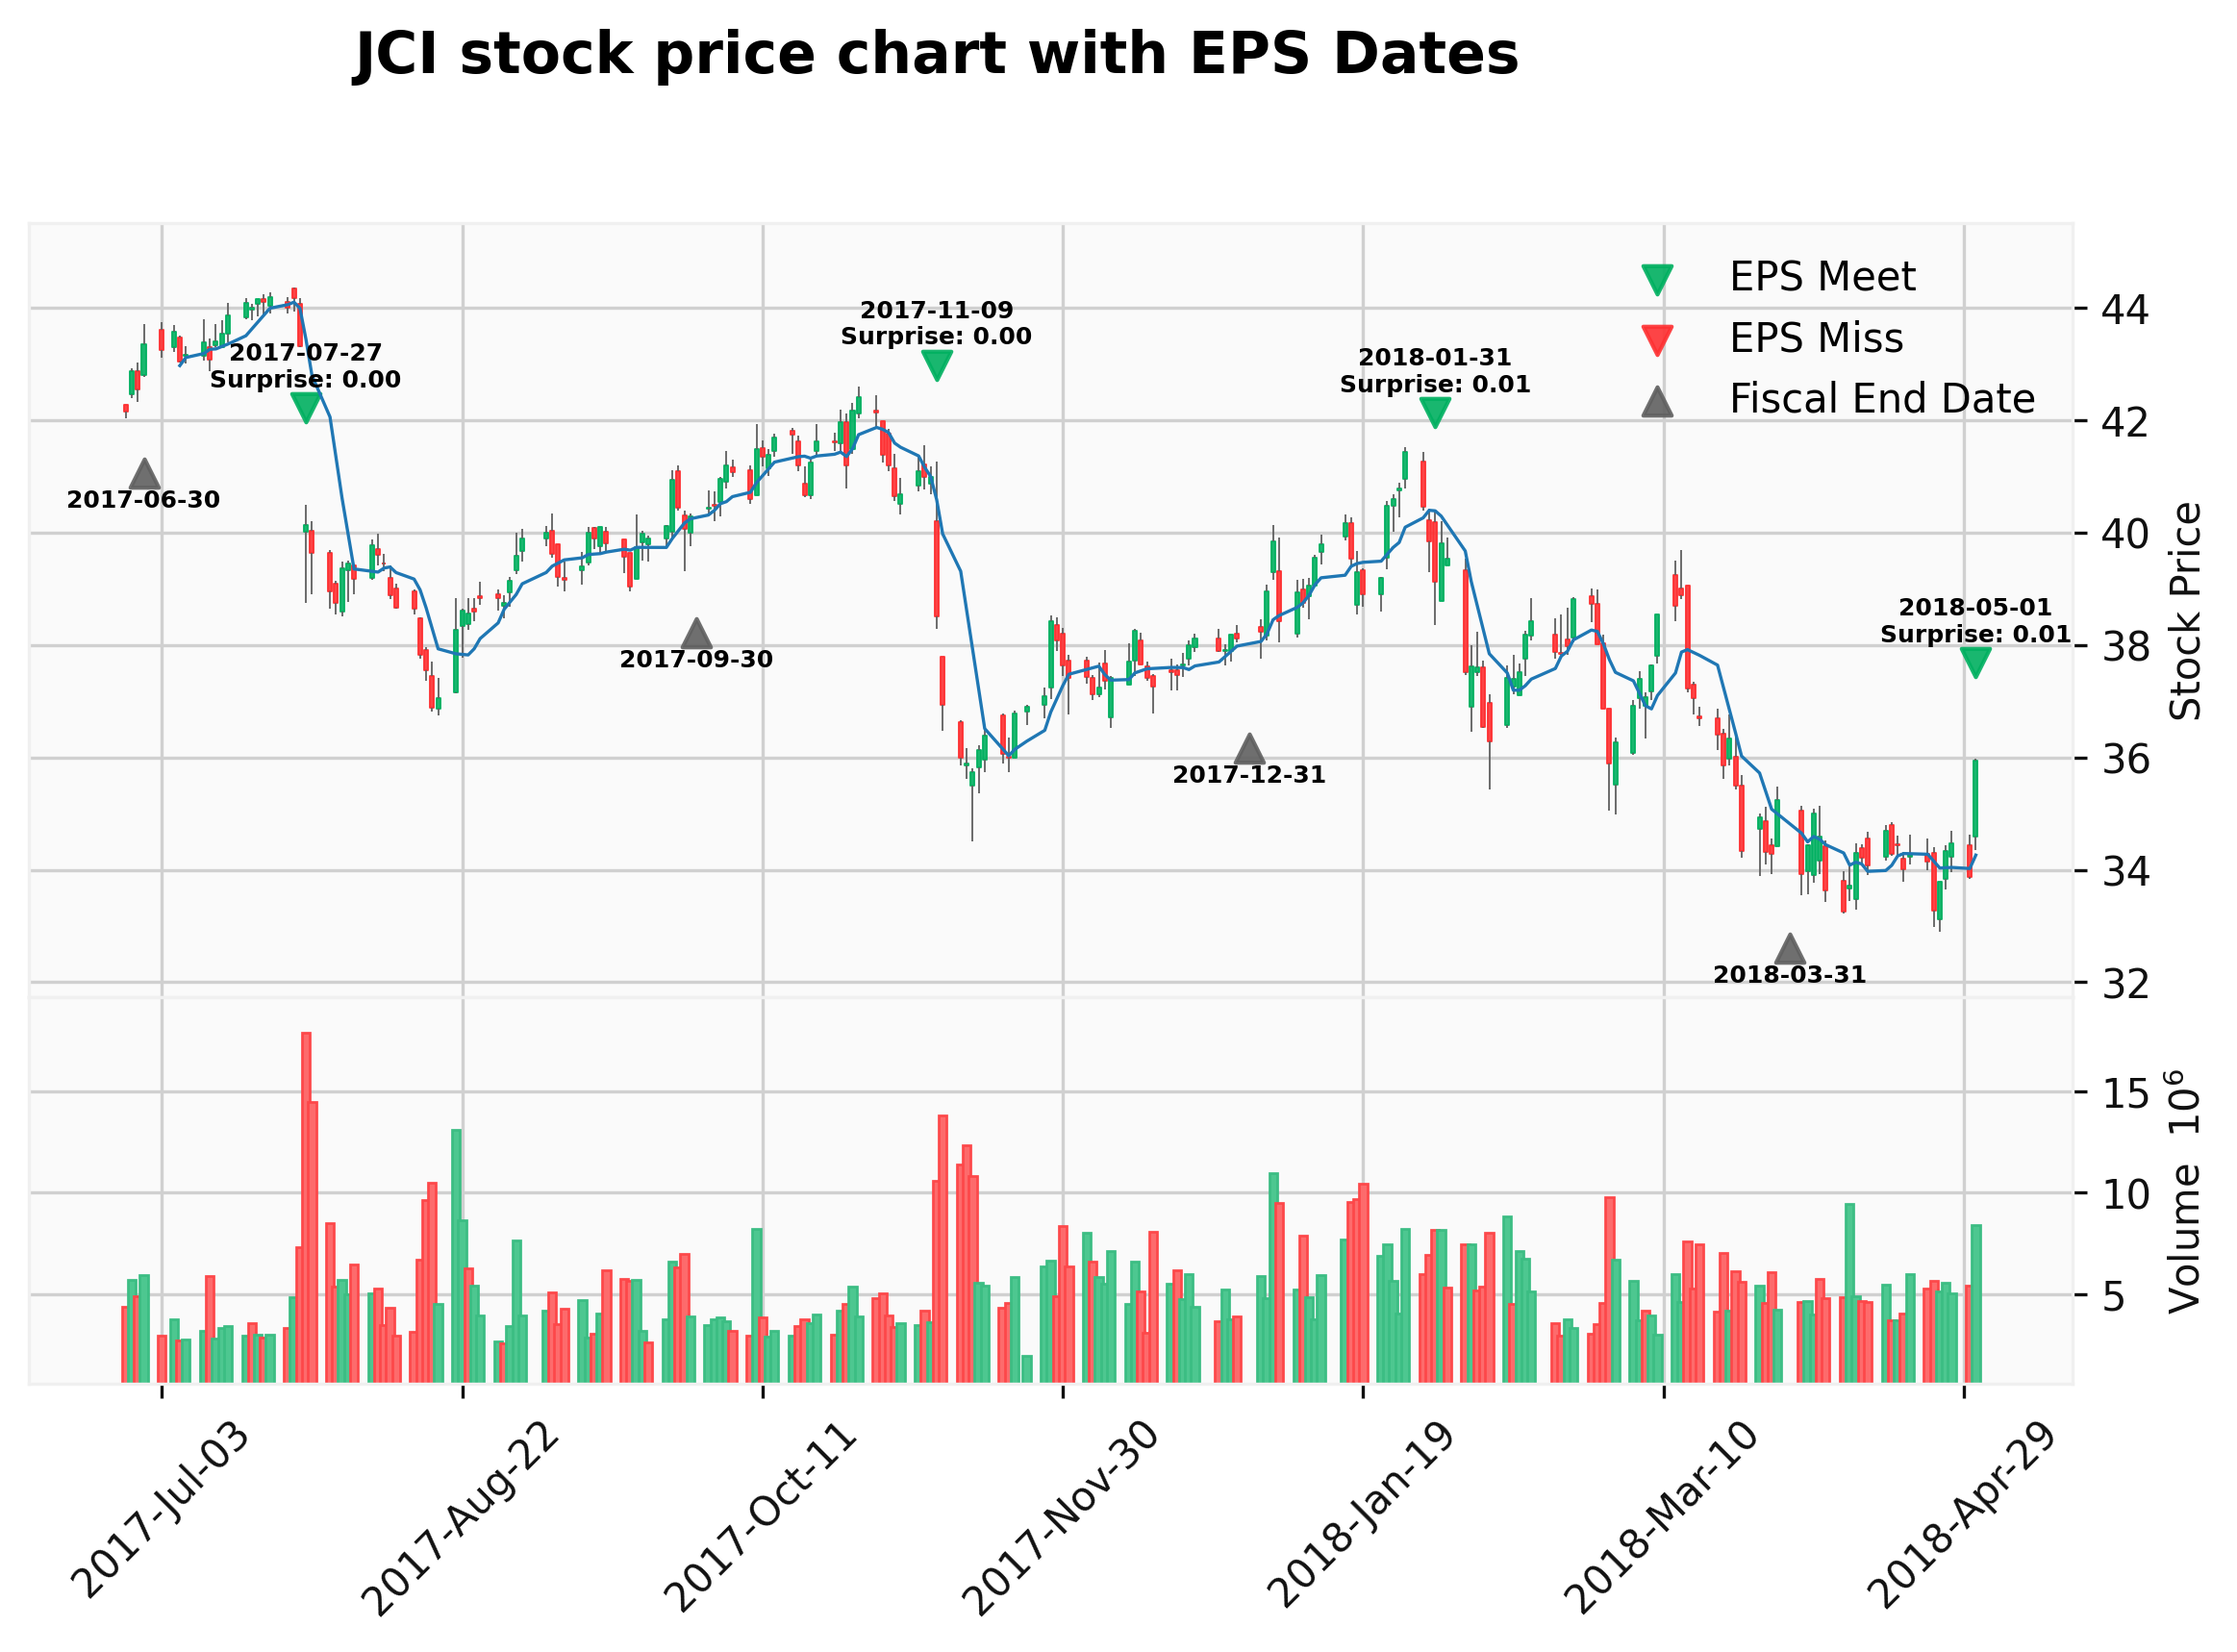 JCI stock price chart with EPS Dates
EPS Meet
EPS Miss
Fiscal End Date
2017-07-27
Surprise: 0.00
2017-11-09
Surprise: 0.00
2018-01-31
Surprise: 0.01
2018-05-01
Surprise: 0.01
2017-06-30
2017-09-30
2017-12-31
2018-03-31
44
42
40
38
36
34
32
Stock Price
15
10
5
Volume 10^6
2017-Jul-03
2017-Aug-22
2017-Oct-11
2017-Nov-30
2018-Jan-19
2018-Mar-10
2018-Apr-29